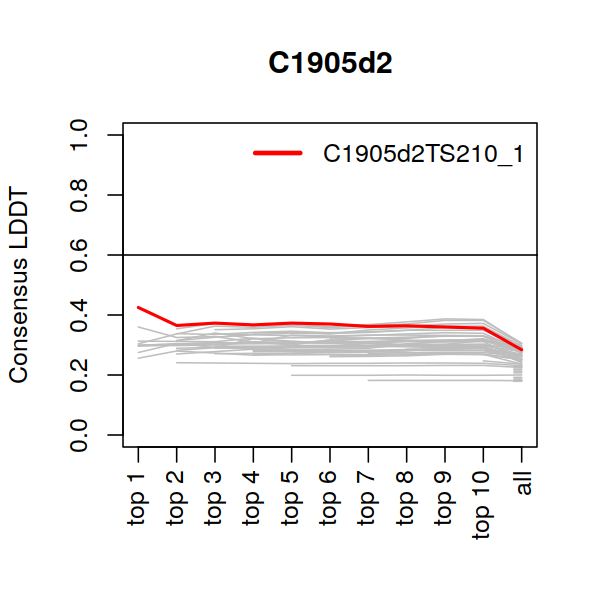 C1905d2
C1905d2TS210_1
Consensus LDDT
1.0
0.8
0.6
0.4
0.2
0.0
top 1
top 2
top 3
top 4
top 5
top 6
top 7
top 8
top 9
top 10
all